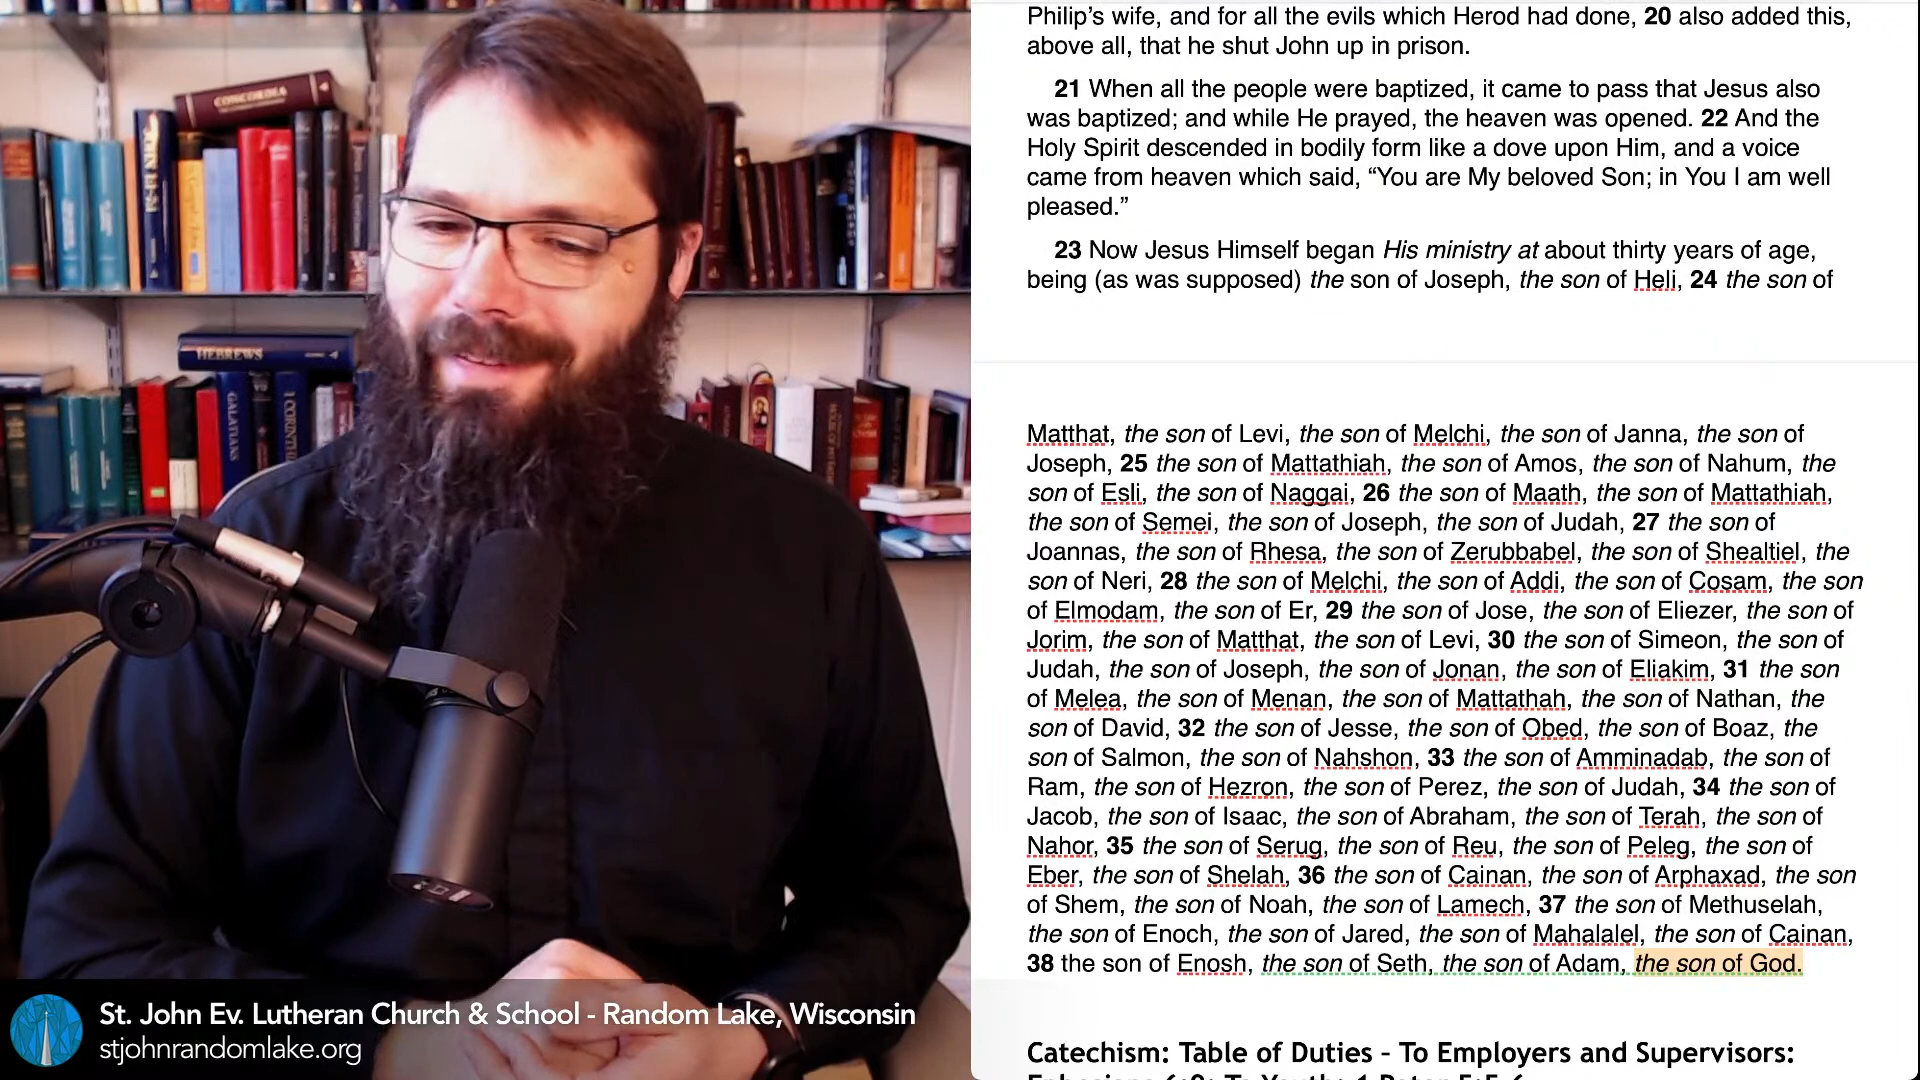 CONCORDIA
HEBREWS
GALATIANS
Philip’s wife, and for all the evils which Herod had done, 20 also added this,
above all, that he shut John up in prison.
21 When all the people were baptized, it came to pass that Jesus also
was baptized; and while He prayed, the heaven was opened. 22 And the
Holy Spirit descended in bodily form like a dove upon Him, and a voice
came from heaven which said, “You are My beloved Son; in You I am well
pleased.”
23 Now Jesus Himself began His ministry at about thirty years of age,
being (as was supposed) the son of Joseph, the son of Heli, 24 the son of
Matthat, the son of Levi, the son of Melchi, the son of Janna, the son of
Joseph, 25 the son of Mattathiah, the son of Amos, the son of Nahum, the
son of Esli, the son of Naggai, 26 the son of Maath, the son of Mattathiah,
the son of Semei, the son of Joseph, the son of Judah, 27 the son of
Joannas, the son of Rhesa, the son of Zerubbabel, the son of Shealtiel, the
son of Neri, 28 the son of Melchi, the son of Addi, the son of Cosam, the son
of Elmodam, the son of Er, 29 the son of Jose, the son of Eliezer, the son of
Jorim, the son of Matthat, the son of Levi, 30 the son of Simeon, the son of
Judah, the son of Joseph, the son of Jonan, the son of Eliakim, 31 the son
of Melea, the son of Menan, the son of Mattathah, the son of Nathan, the
son of David, 32 the son of Jesse, the son of Obed, the son of Boaz, the
son of Salmon, the son of Nahshon, 33 the son of Amminadab, the son of
Ram, the son of Hezron, the son of Perez, the son of Judah, 34 the son of
Jacob, the son of Isaac, the son of Abraham, the son of Terah, the son of
Nahor, 35 the son of Serug, the son of Reu, the son of Peleg, the son of
Eber, the son of Shelah, 36 the son of Cainan, the son of Arphaxad, the son
of Shem, the son of Noah, the son of Lamech, 37 the son of Methuselah,
the son of Enoch, the son of Jared, the son of Mahalalel, the son of Cainan,
38 the son of Enosh, the son of Seth, the son of Adam, the son of God.
Catechism: Table of Duties - To Employers and Supervisors:
Ephesians 6:9; To Youth: 1 Peter 5:5-6
St. John Ev. Lutheran Church & School - Random Lake, Wisconsin
stjohnrandomlake.org